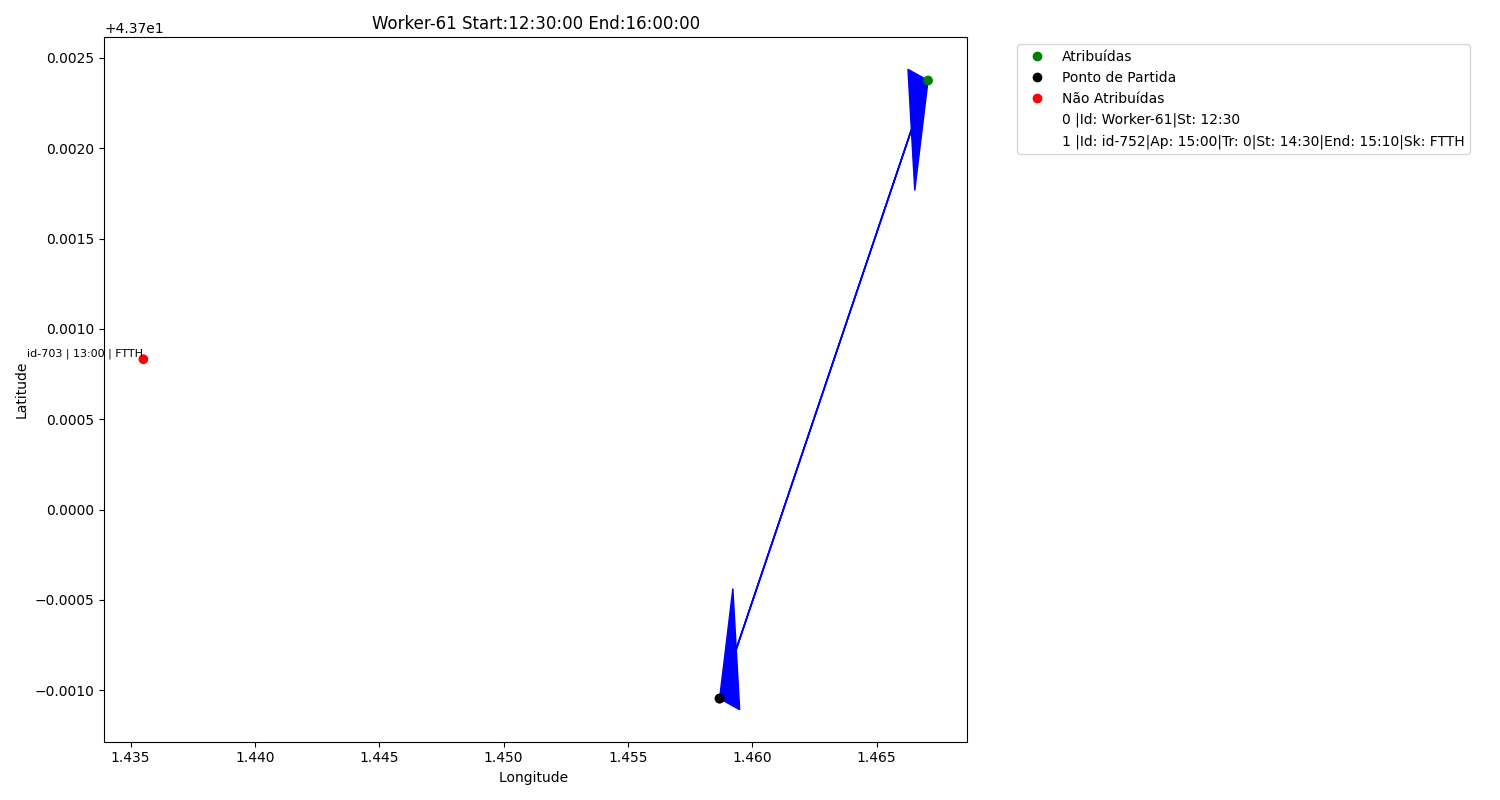 Worker-61 Start:12:30:00 End:16:00:00
+4.37e1
0.0025
0.0020
0.0015
0.0010
0.0005
0.0000
−0.0005
−0.0010
Latitude
id-703 | 13:00 | FTTH
1.435 1.440 1.445 1.450 1.455 1.460 1.465
Longitude
Atribuídas
Ponto de Partida
Não Atribuídas
0 |Id: Worker-61|St: 12:30
1 |Id: id-752|Ap: 15:00|Tr: 0|St: 14:30|End: 15:10|Sk: FTTH